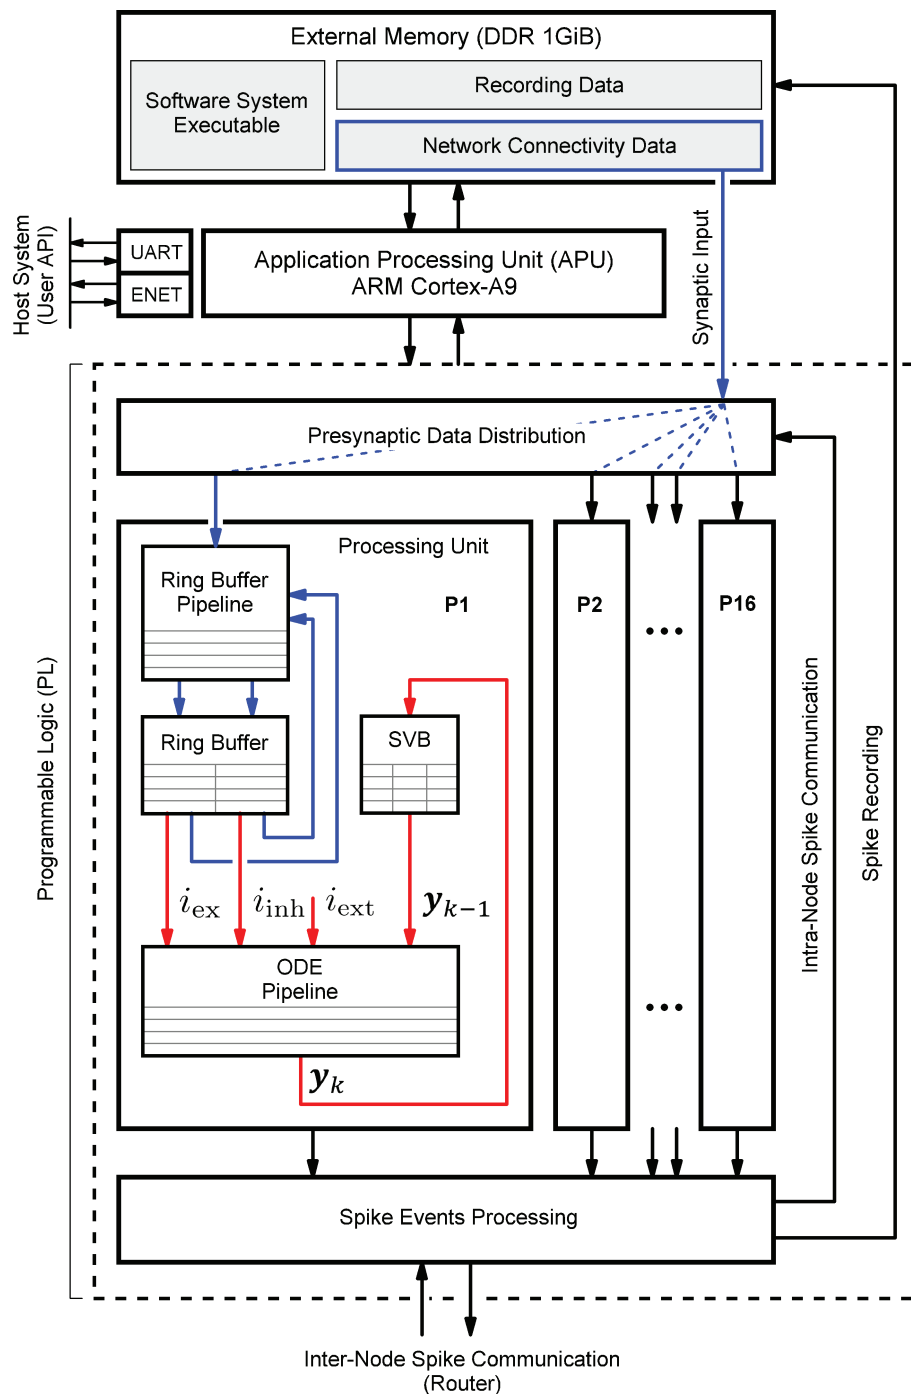 External Memory (DDR 1GiB)
Software System
Executable
Recording Data
Network Connectivity Data
Host System
(User API)
UART
ENET
Application Processing Unit (APU)
ARM Cortex-A9
Synaptic Input
Programmable Logic (PL)
Presynaptic Data Distribution
Processing Unit
P1
P2
P16
Ring Buffer
Pipeline
Ring Buffer
SVB
i_ex
i_inh
i_ext
y_{k−1}
ODE
Pipeline
y_k
Intra-Node Spike Communication
Spike Recording
Spike Events Processing
Inter-Node Spike Communication
(Router)